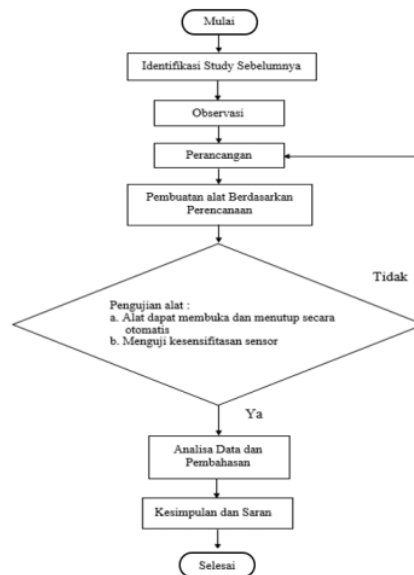 Mulai
Identifikasi Study Sebelumnya
Observasi
Perancangan
Pembuatan alat Berdasarkan
Perencanaan
Tidak
Pengujian alat :
a. Alat dapat membuka dan menutup secara
otomatis
b. Menguji kesensifitasan sensor
Ya
Analisa Data dan
Pembahasan
Kesimpulan dan Saran
Selesai